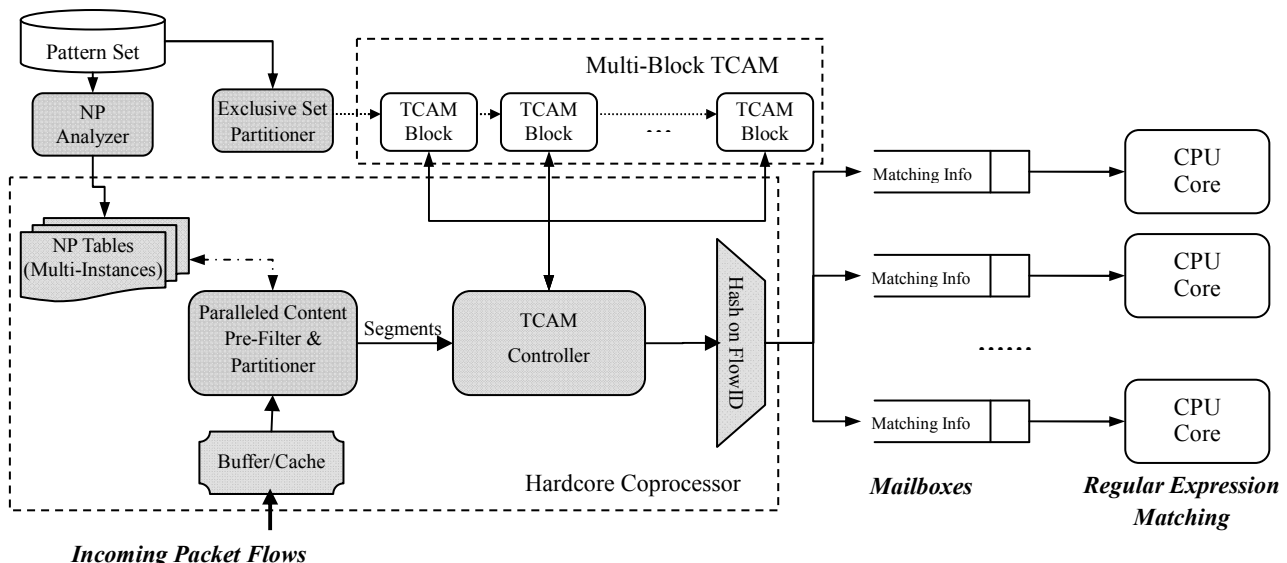 Pattern Set
Multi-Block TCAM
NP
Analyzer
Exclusive Set
Partitioner
TCAM
Block
TCAM
Block
...
TCAM
Block
NP Tables
(Multi-Instances)
Paralleled Content
Pre-Filter &
Partitioner
Segments
TCAM
Controller
Hash on FlowID
Buffer/Cache
Hardcore Coprocessor
Incoming Packet Flows
Matching Info
CPU
Core
Matching Info
CPU
Core
......
Matching Info
CPU
Core
Mailboxes
Regular Expression
Matching